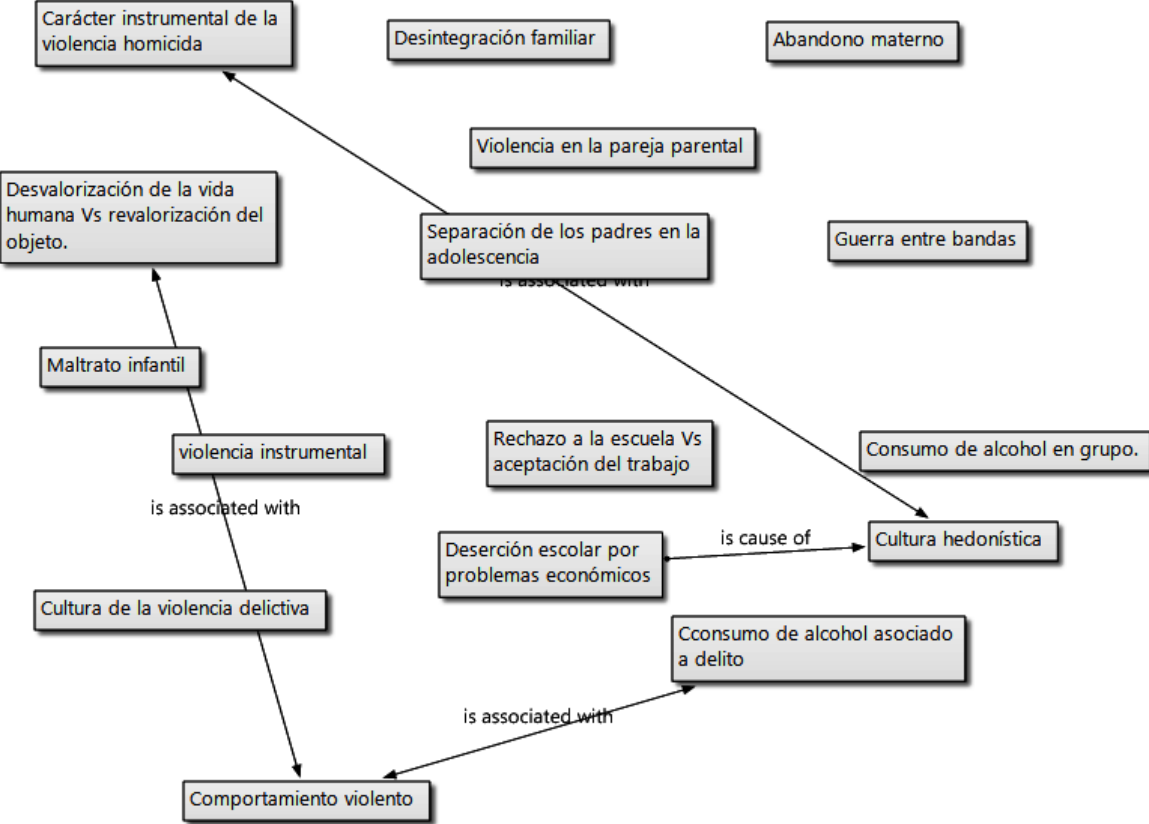 Carácter instrumental de la
violencia homicida
Desintegración familiar
Abandono materno
Violencia en la pareja parental
Desvalorización de la vida
humana Vs revalorización del
objeto.
Separación de los padres en la
adolescencia
Guerra entre bandas
is associated with
Maltrato infantil
Rechazo a la escuela Vs
aceptación del trabajo
violencia instrumental
Consumo de alcohol en grupo.
is associated with
Cultura hedonística
is cause of
Deserción escolar por
problemas económicos
Cultura de la violencia delictiva
Cconsumo de alcohol asociado
a delito
is associated with
Comportamiento violento